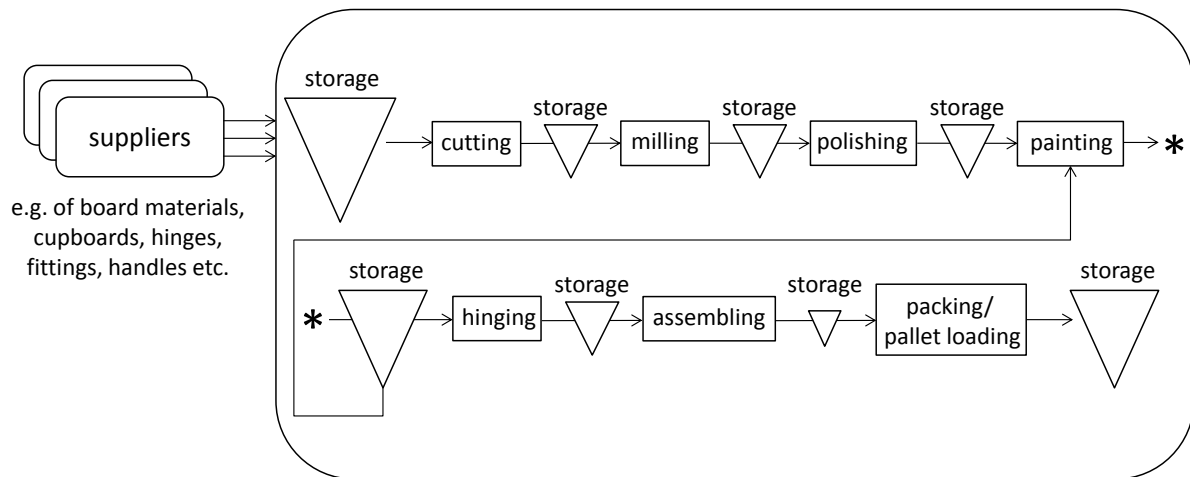 suppliers
e.g. of board materials,
cupboards, hinges,
fittings, handles etc.
storage
cutting
storage
milling
storage
polishing
storage
painting
*
*
storage
hinging
storage
assembling
storage
packing/
pallet loading
storage